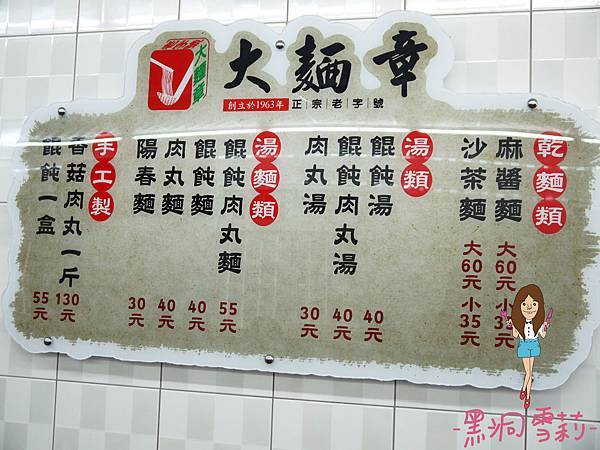 大麵章
大麵章
創立於1963年 正宗老字號
乾麵類
麻醬麵 大60元 小3
沙茶麵 大60元 小35元
湯類
餛飩湯 40元
餛飩肉丸湯 40元
肉丸湯 30元
湯麵類
餛飩肉丸麵 55元
餛飩麵 40元
肉丸麵 40元
陽春麵 30元
手工製
香菇肉丸一斤 130元
餛飩一盒 55元
-黑洞雪莉-